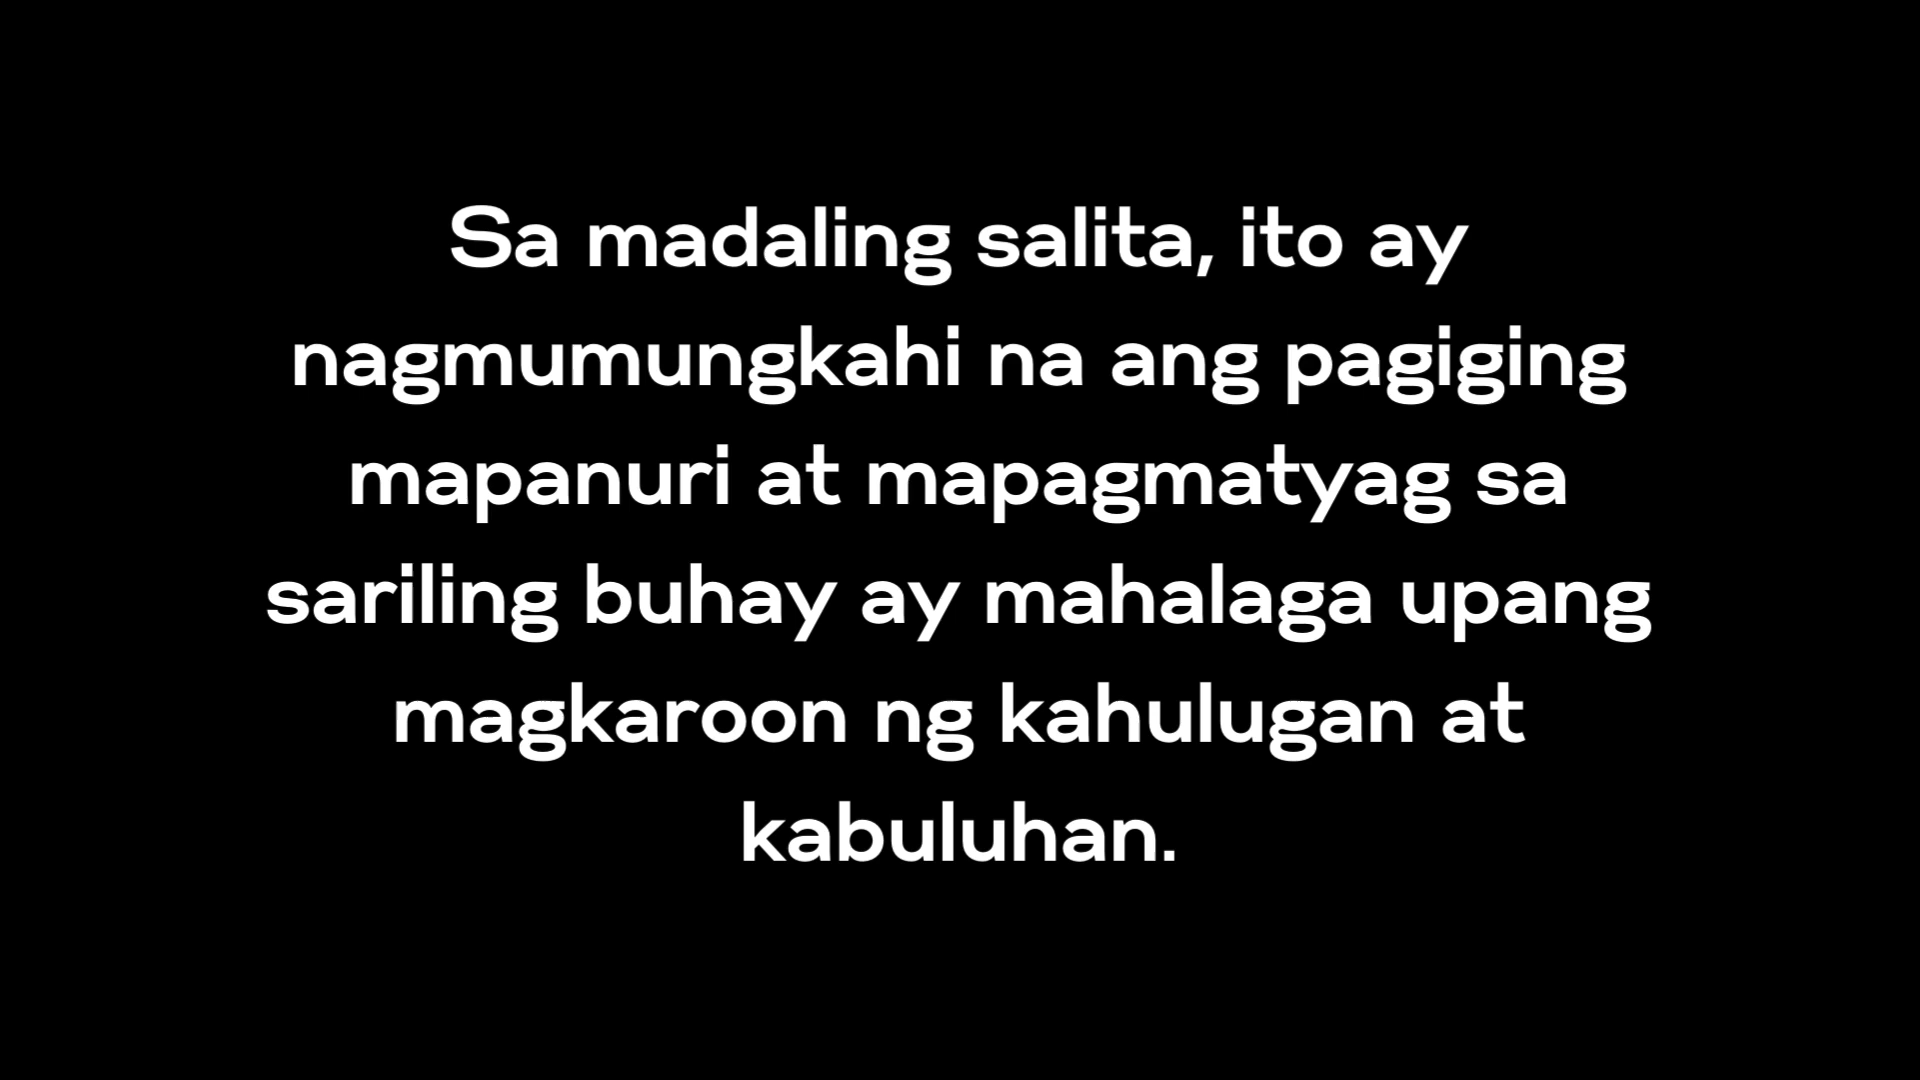 Sa madaling salita, ito ay
nagmumungkahi na ang pagiging
mapanuri at mapagmatyag sa
sariling buhay ay mahalaga upang
magkaroon ng kahulugan at
kabuluhan.